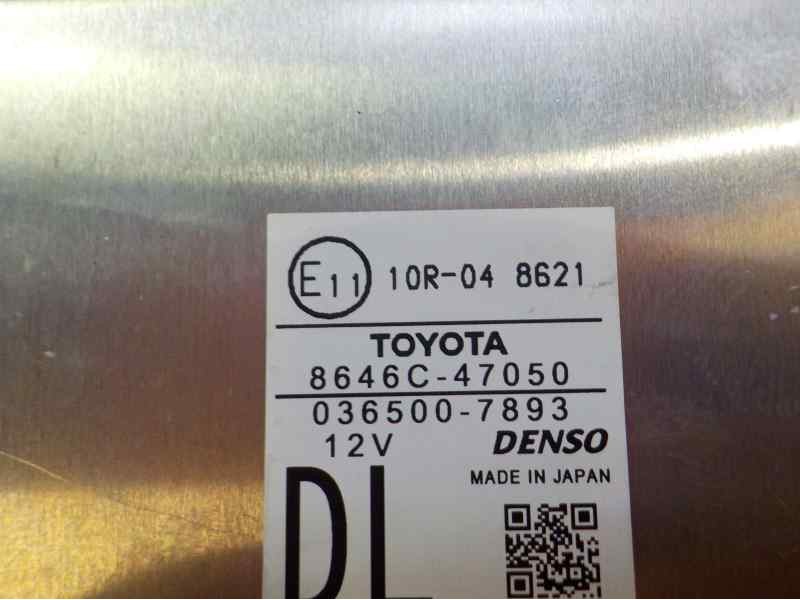 E11 10R-04 8621
TOYOTA
8646C-47050
036500-7893
12V DENSO
MADE IN JAPAN
DL